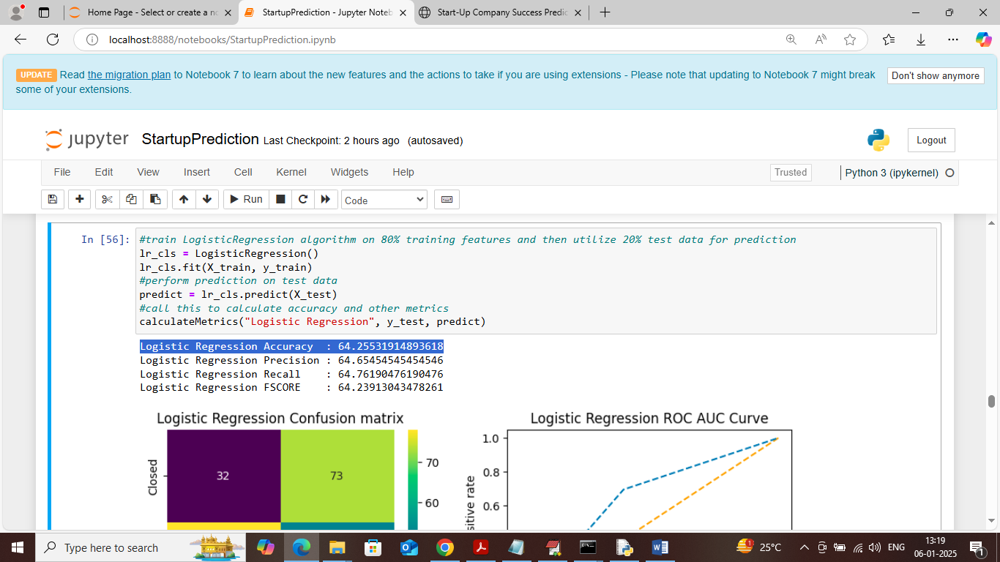 Home Page - Select or create a no
StartupPrediction - Jupyter Noteb
Start-Up Company Success Predic
localhost:8888/notebooks/StartupPrediction.ipynb
UPDATE Read the migration plan to Notebook 7 to learn about the new features and the actions to take if you are using extensions - Please note that updating to Notebook 7 might break
some of your extensions.
Don't show anymore
jupyter StartupPrediction Last Checkpoint: 2 hours ago (autosaved)
Logout
File Edit View Insert Cell Kernel Widgets Help
Trusted
Python 3 (ipykernel)
Run
Code
In [56]:
#train LogisticRegression algorithm on 80% training features and then utilize 20% test data for prediction
lr_cls = LogisticRegression()
lr_cls.fit(X_train, y_train)
#perform prediction on test data
predict = lr_cls.predict(X_test)
#call this to calculate accuracy and other metrics
calculateMetrics("Logistic Regression", y_test, predict)
Logistic Regression Accuracy  : 64.25531914893618
Logistic Regression Precision : 64.65454545454546
Logistic Regression Recall    : 64.76190476190476
Logistic Regression FSCORE    : 64.23913043478261
Logistic Regression Confusion matrix
Closed
32
73
70
60
Logistic Regression ROC AUC Curve
1.0
0.8
0.6
sitive rate
Type here to search
1
25°C
ENG
13:19
06-01-2025
1